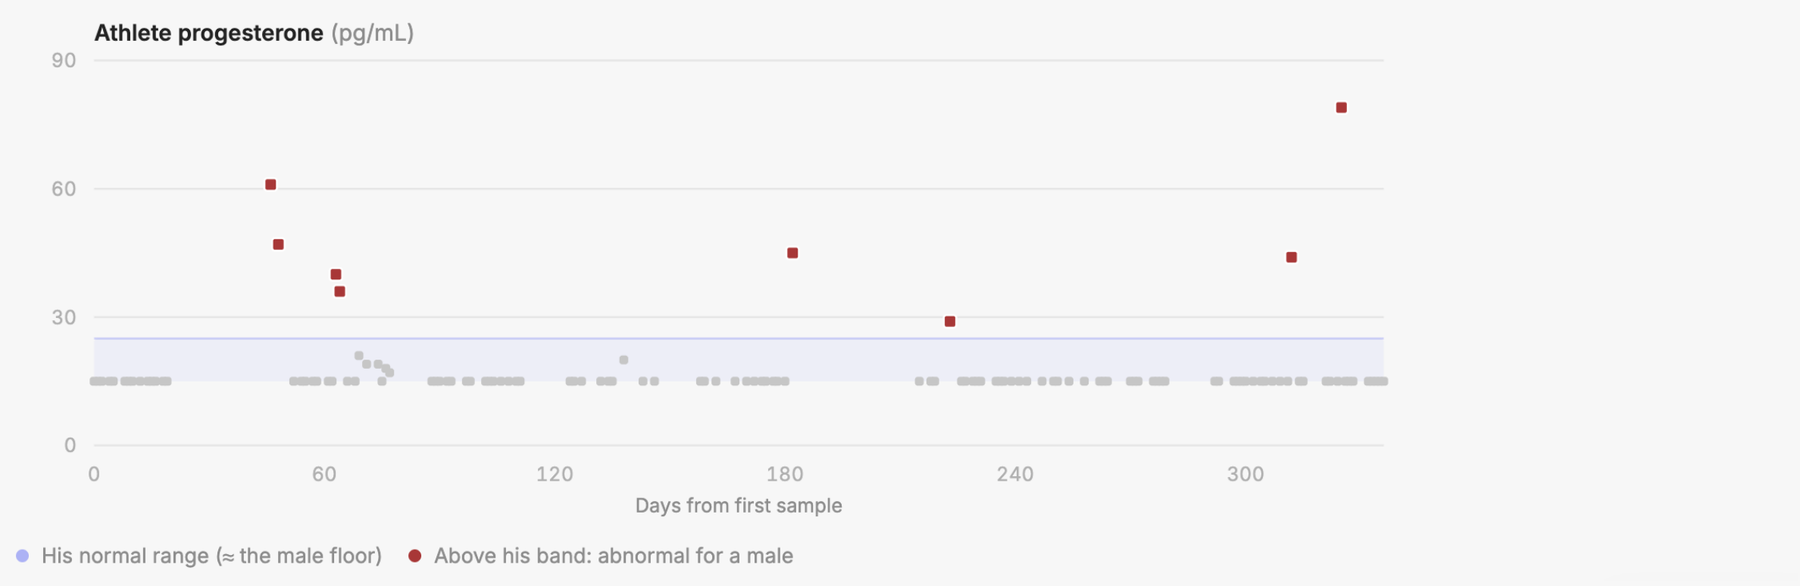 Athlete progesterone (pg/mL)
90
60
30
0
0 60 120 180 240 300
Days from first sample
His normal range (≈ the male floor) Above his band: abnormal for a male